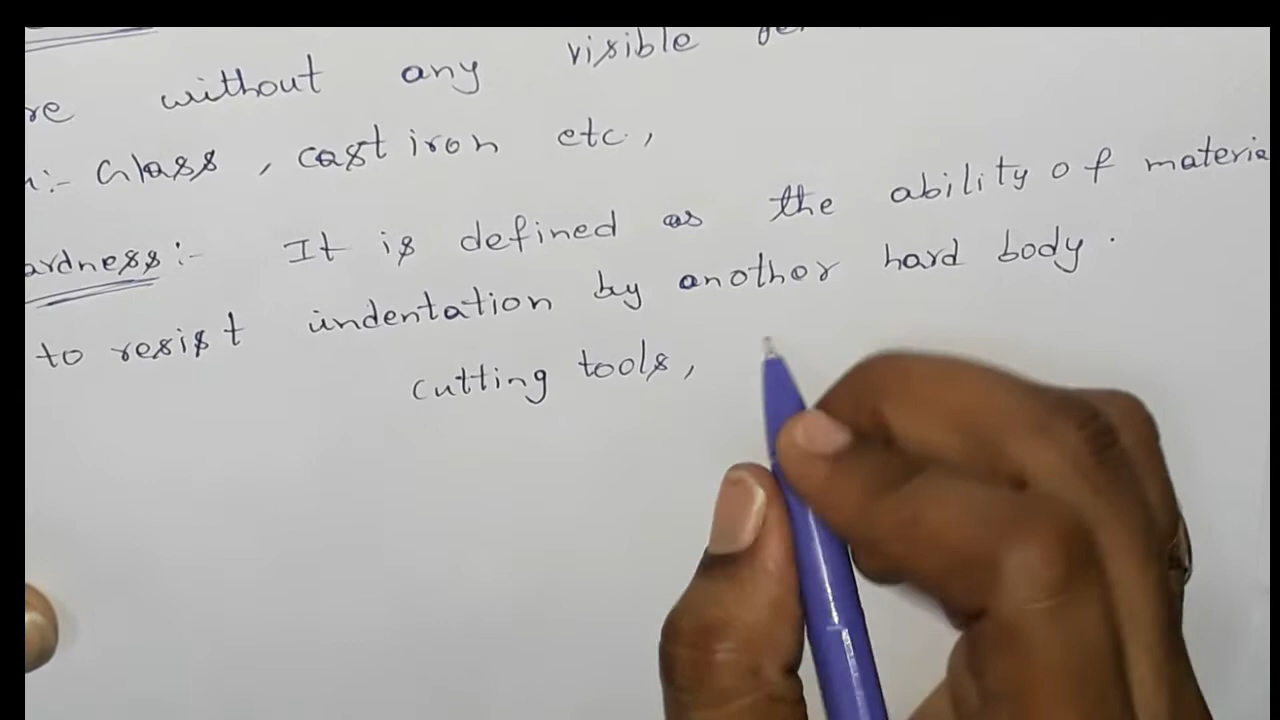 without any visible
Glass, cast iron etc.,
ardness:- It is defined as the ability of materia
to resist indentation by another hard body.
cutting tools,